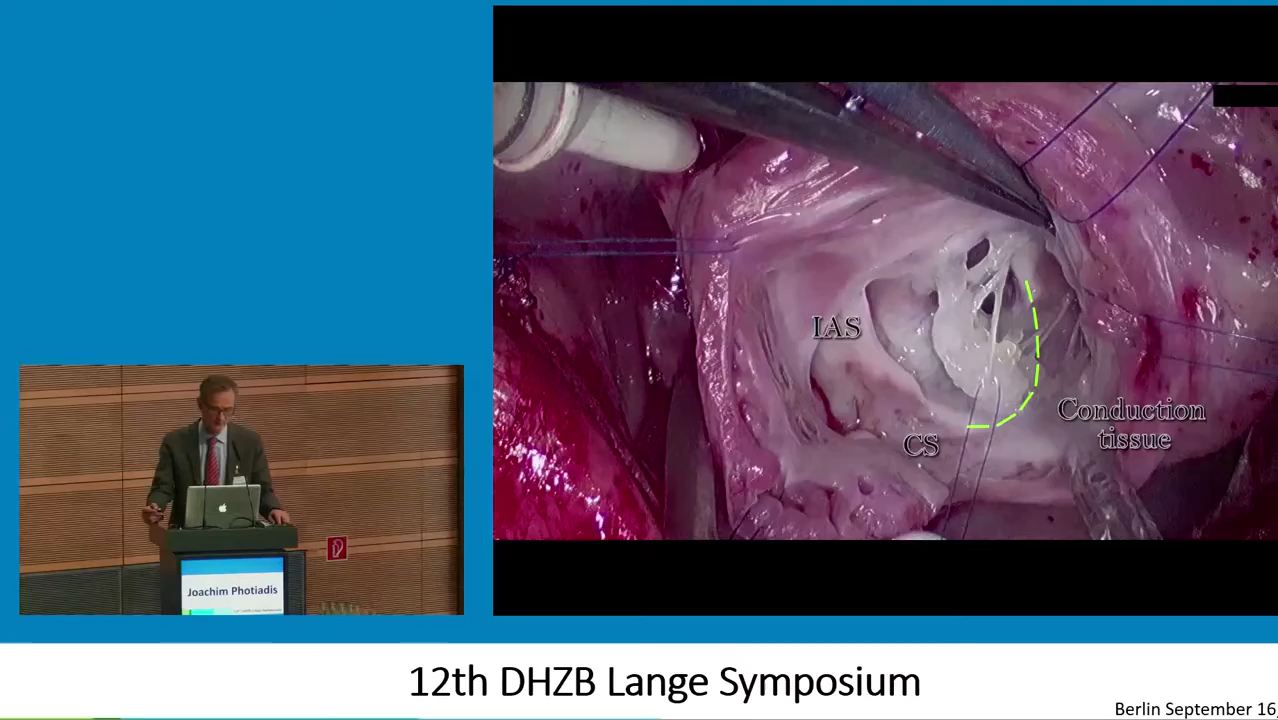 IAS
CS
Conduction
tissue
Joachim Photiadis
12th DHZB Lange Symposium
Berlin September 16,